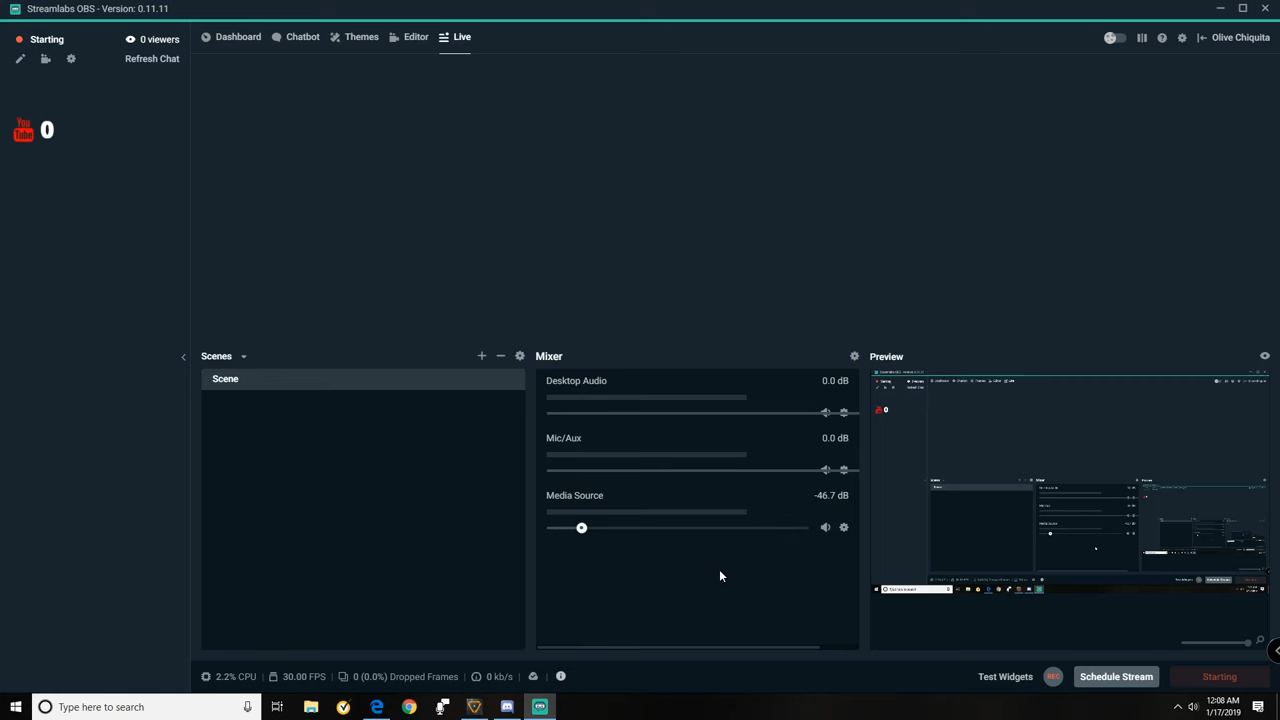 Streamlabs OBS - Version: 0.11.11
Starting
0 viewers
Refresh Chat
You
Tube
0
Dashboard
Chatbot
Themes
Editor
Live
Olive Chiquita
Scenes
Scene
Mixer
Desktop Audio
0.0 dB
Mic/Aux
0.0 dB
Media Source
-46.7 dB
Preview
2.2% CPU
30.00 FPS
0 (0.0%) Dropped Frames
0 kb/s
Test Widgets
REC
Schedule Stream
Starting
Type here to search
12:08 AM
1/17/2019